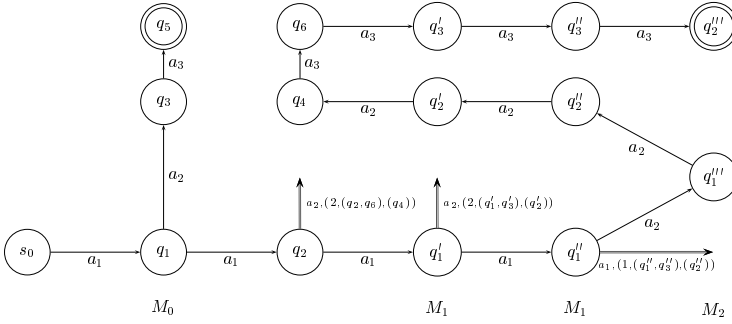 q₅ q₆ a₃ q₃′ a₃ q₃″ a₃ q₂‴
a₃ a₃
q₃ q₄ a₂ q₂′ a₂ q₂″
a₂ a₂ q₁‴
a₂,(2,(q₂,q₆),(q₄)) a₂,(2,(q₁′,q₃′),(q₂′)) a₂
s₀ a₁ q₁ a₁ q₂ a₁ q₁′ a₁ q₁″ a₁,(1,(q₁″,q₃″),(q₂″))
M₀ M₁ M₁ M₂